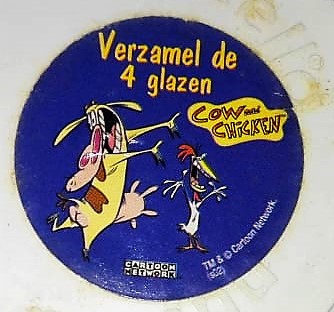 Verzamel de
4 glazen
COW AND
CHICKEN
CARTOON
NETWORK
TM & © Cartoon Network